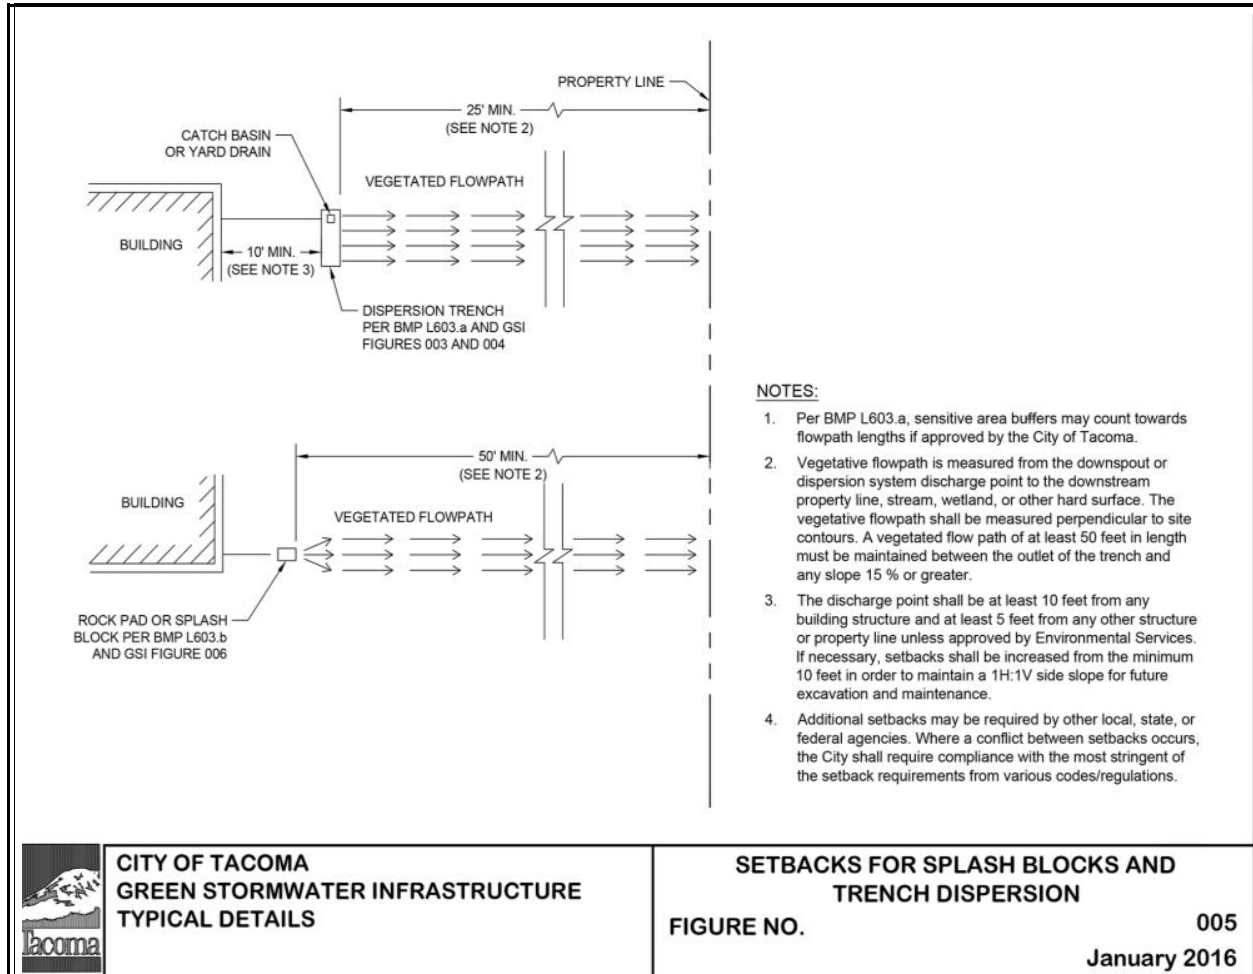 PROPERTY LINE
25' MIN.
(SEE NOTE 2)
CATCH BASIN
OR YARD DRAIN
VEGETATED FLOWPATH
BUILDING
10' MIN.
(SEE NOTE 3)
DISPERSION TRENCH
PER BMP L603.a AND GSI
FIGURES 003 AND 004
50' MIN.
(SEE NOTE 2)
BUILDING
VEGETATED FLOWPATH
ROCK PAD OR SPLASH
BLOCK PER BMP L603.b
AND GSI FIGURE 006
NOTES:
1. Per BMP L603.a, sensitive area buffers may count towards
flowpath lengths if approved by the City of Tacoma.
2. Vegetative flowpath is measured from the downspout or
dispersion system discharge point to the downstream
property line, stream, wetland, or other hard surface. The
vegetative flowpath shall be measured perpendicular to site
contours. A vegetated flow path of at least 50 feet in length
must be maintained between the outlet of the trench and
any slope 15 % or greater.
3. The discharge point shall be at least 10 feet from any
building structure and at least 5 feet from any other structure
or property line unless approved by Environmental Services.
If necessary, setbacks shall be increased from the minimum
10 feet in order to maintain a 1H:1V side slope for future
excavation and maintenance.
4. Additional setbacks may be required by other local, state, or
federal agencies. Where a conflict between setbacks occurs,
the City shall require compliance with the most stringent of
the setback requirements from various codes/regulations.
Tacoma
CITY OF TACOMA
GREEN STORMWATER INFRASTRUCTURE
TYPICAL DETAILS
SETBACKS FOR SPLASH BLOCKS AND
TRENCH DISPERSION
FIGURE NO. 005
January 2016